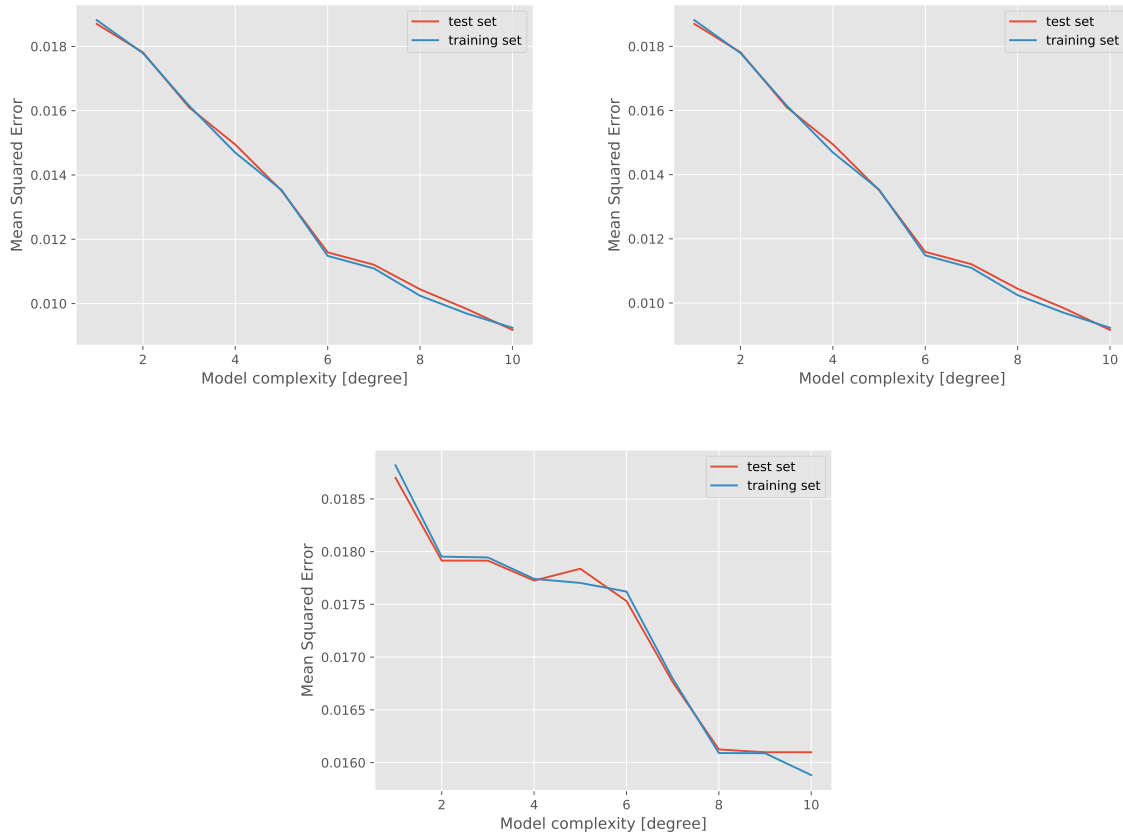 test set
training set
0.018
0.016
0.014
0.012
0.010
Mean Squared Error
2 4 6 8 10
Model complexity [degree]
test set
training set
0.018
0.016
0.014
0.012
0.010
Mean Squared Error
2 4 6 8 10
Model complexity [degree]
test set
training set
0.0185
0.0180
0.0175
0.0170
0.0165
0.0160
Mean Squared Error
2 4 6 8 10
Model complexity [degree]